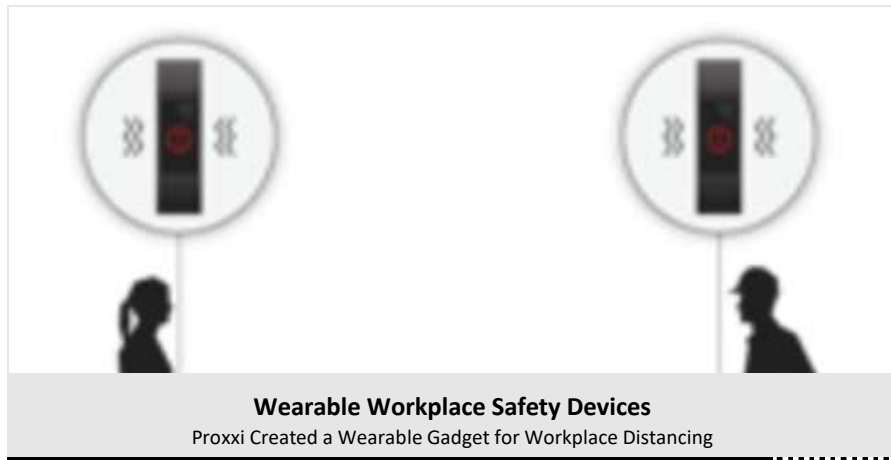 Wearable Workplace Safety Devices
Proxxi Created a Wearable Gadget for Workplace Distancing